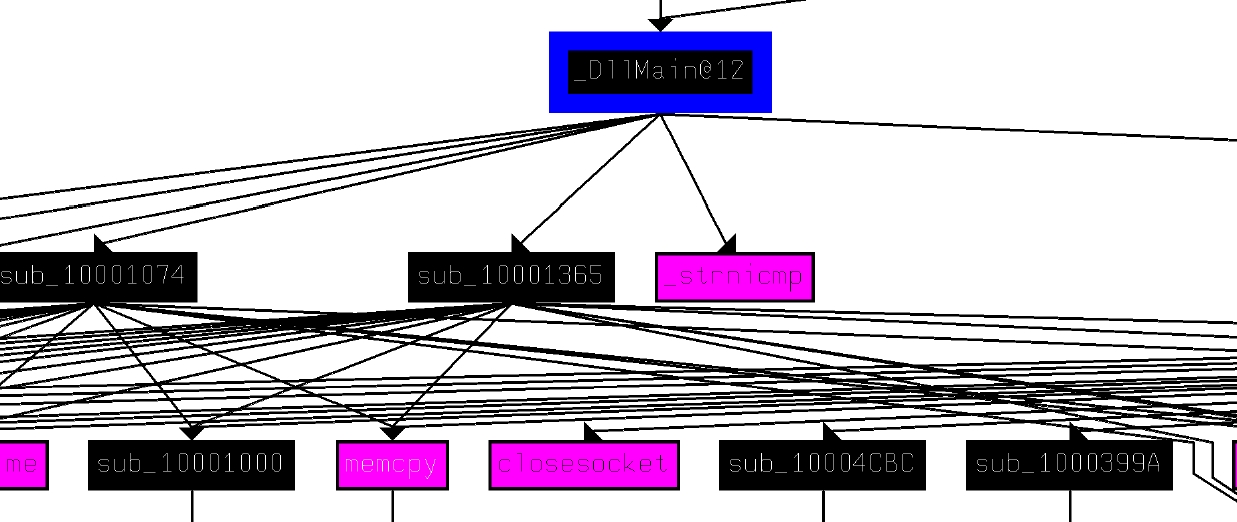 _DllMain@12
sub_10001074
sub_10001365
_strnicmp
me
sub_10001000
memcpy
closesocket
sub_10004CBC
sub_1000399A